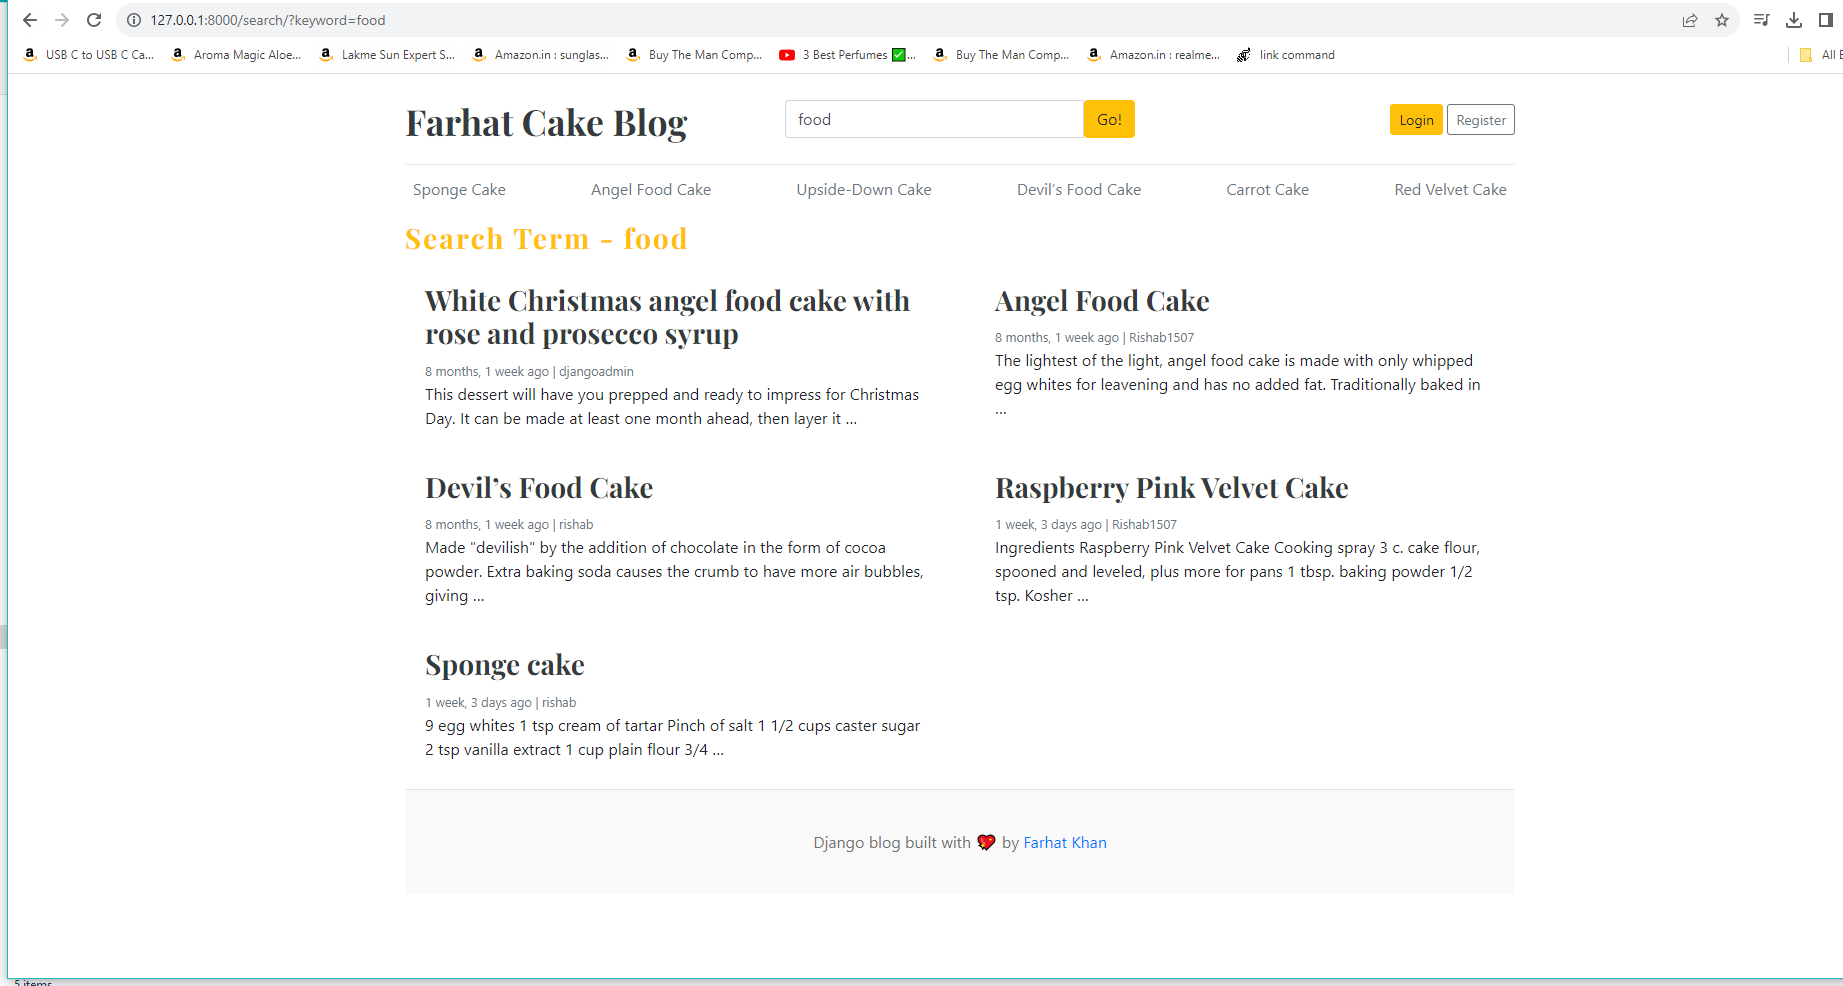 127.0.0.1:8000/search/?keyword=food
USB C to USB C Ca... Aroma Magic Aloe... Lakme Sun Expert S... Amazon.in : sunglas... Buy The Man Comp... 3 Best Perfumes ✅... Buy The Man Comp... Amazon.in : realme... link command All B
Farhat Cake Blog food Go! Login Register
Sponge Cake Angel Food Cake Upside-Down Cake Devil’s Food Cake Carrot Cake Red Velvet Cake
Search Term - food
White Christmas angel food cake with
rose and prosecco syrup
8 months, 1 week ago | djangoadmin
This dessert will have you prepped and ready to impress for Christmas
Day. It can be made at least one month ahead, then layer it ...
Angel Food Cake
8 months, 1 week ago | Rishab1507
The lightest of the light, angel food cake is made with only whipped
egg whites for leavening and has no added fat. Traditionally baked in
...
Devil’s Food Cake
8 months, 1 week ago | rishab
Made "devilish" by the addition of chocolate in the form of cocoa
powder. Extra baking soda causes the crumb to have more air bubbles,
giving ...
Raspberry Pink Velvet Cake
1 week, 3 days ago | Rishab1507
Ingredients Raspberry Pink Velvet Cake Cooking spray 3 c. cake flour,
spooned and leveled, plus more for pans 1 tbsp. baking powder 1/2
tsp. Kosher ...
Sponge cake
1 week, 3 days ago | rishab
9 egg whites 1 tsp cream of tartar Pinch of salt 1 1/2 cups caster sugar
2 tsp vanilla extract 1 cup plain flour 3/4 ...
Django blog built with 💖 by Farhat Khan
5 items